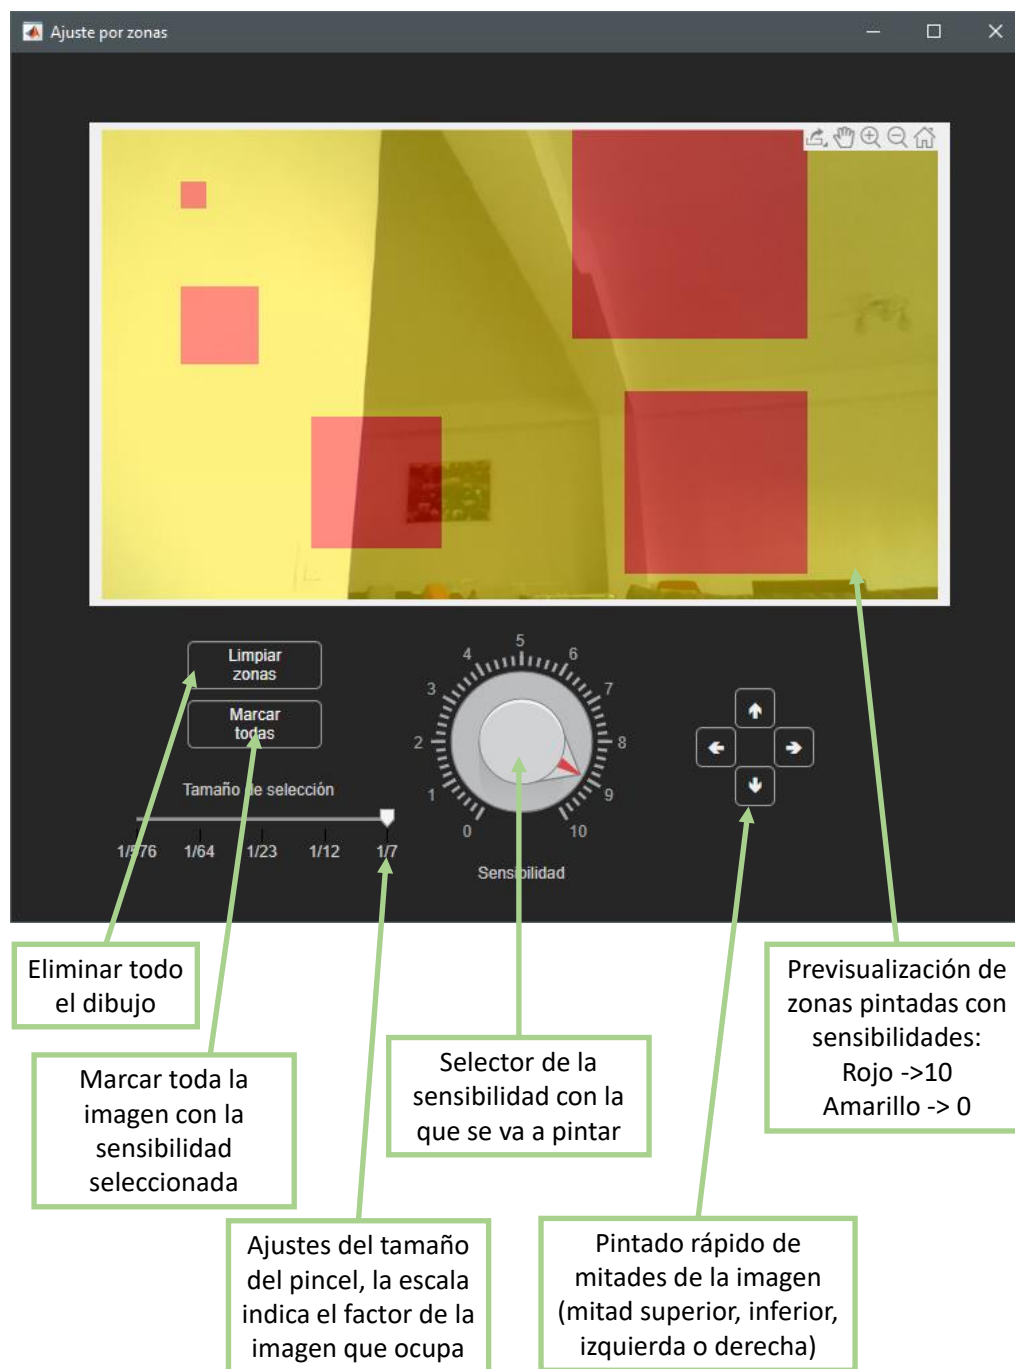 Ajuste por zonas
Limpiar
zonas
Marcar
todas
Tamaño de selección
1/576 1/64 1/23 1/12 1/7
0 1 2 3 4 5 6 7 8 9 10
Sensibilidad
Eliminar todo
el dibujo
Marcar toda la
imagen con la
sensibilidad
seleccionada
Ajustes del tamaño
del pincel, la escala
indica el factor de la
imagen que ocupa
Selector de la
sensibilidad con la
que se va a pintar
Pintado rápido de
mitades de la imagen
(mitad superior, inferior,
izquierda o derecha)
Previsualización de
zonas pintadas con
sensibilidades:
Rojo ->10
Amarillo -> 0